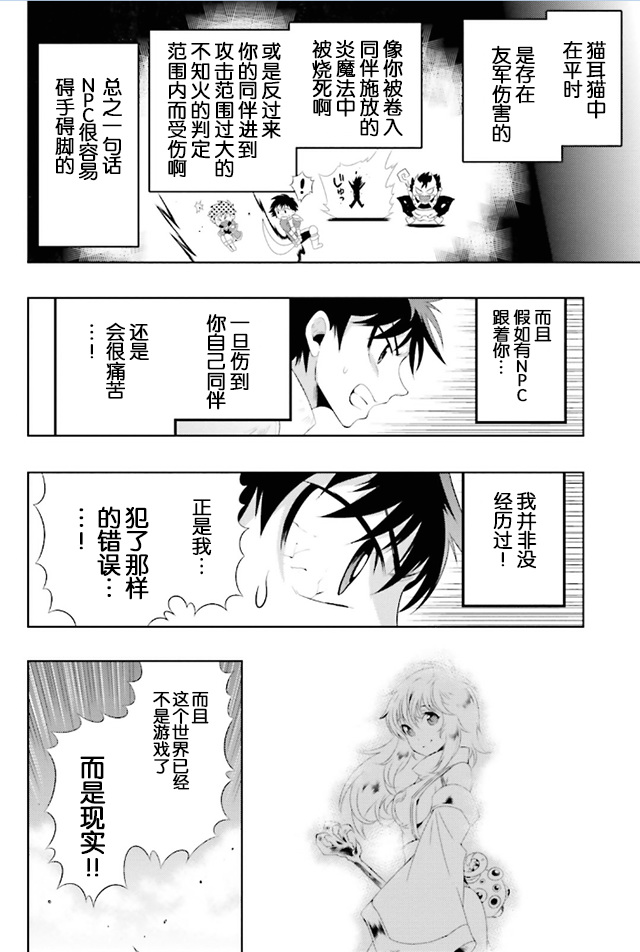 猫耳猫中
在平时
是存在
友军伤害的
像你被卷入
同伴施放的
炎魔法中
被烧死啊
或是反过来
你的同伴进到
攻击范围过大的
不知火的判定
范围内而受伤啊
总之一句话
NPC很容易
碍手碍脚的
じゅっ
!
而且
假如有NPC
跟着你…
一旦伤到
你自己同伴
还是
会很痛苦
…!
我并非没
经历过!
正是我…
犯了那样
的错误…
…!
而且
这个世界已经
不是游戏了
而是现实!!